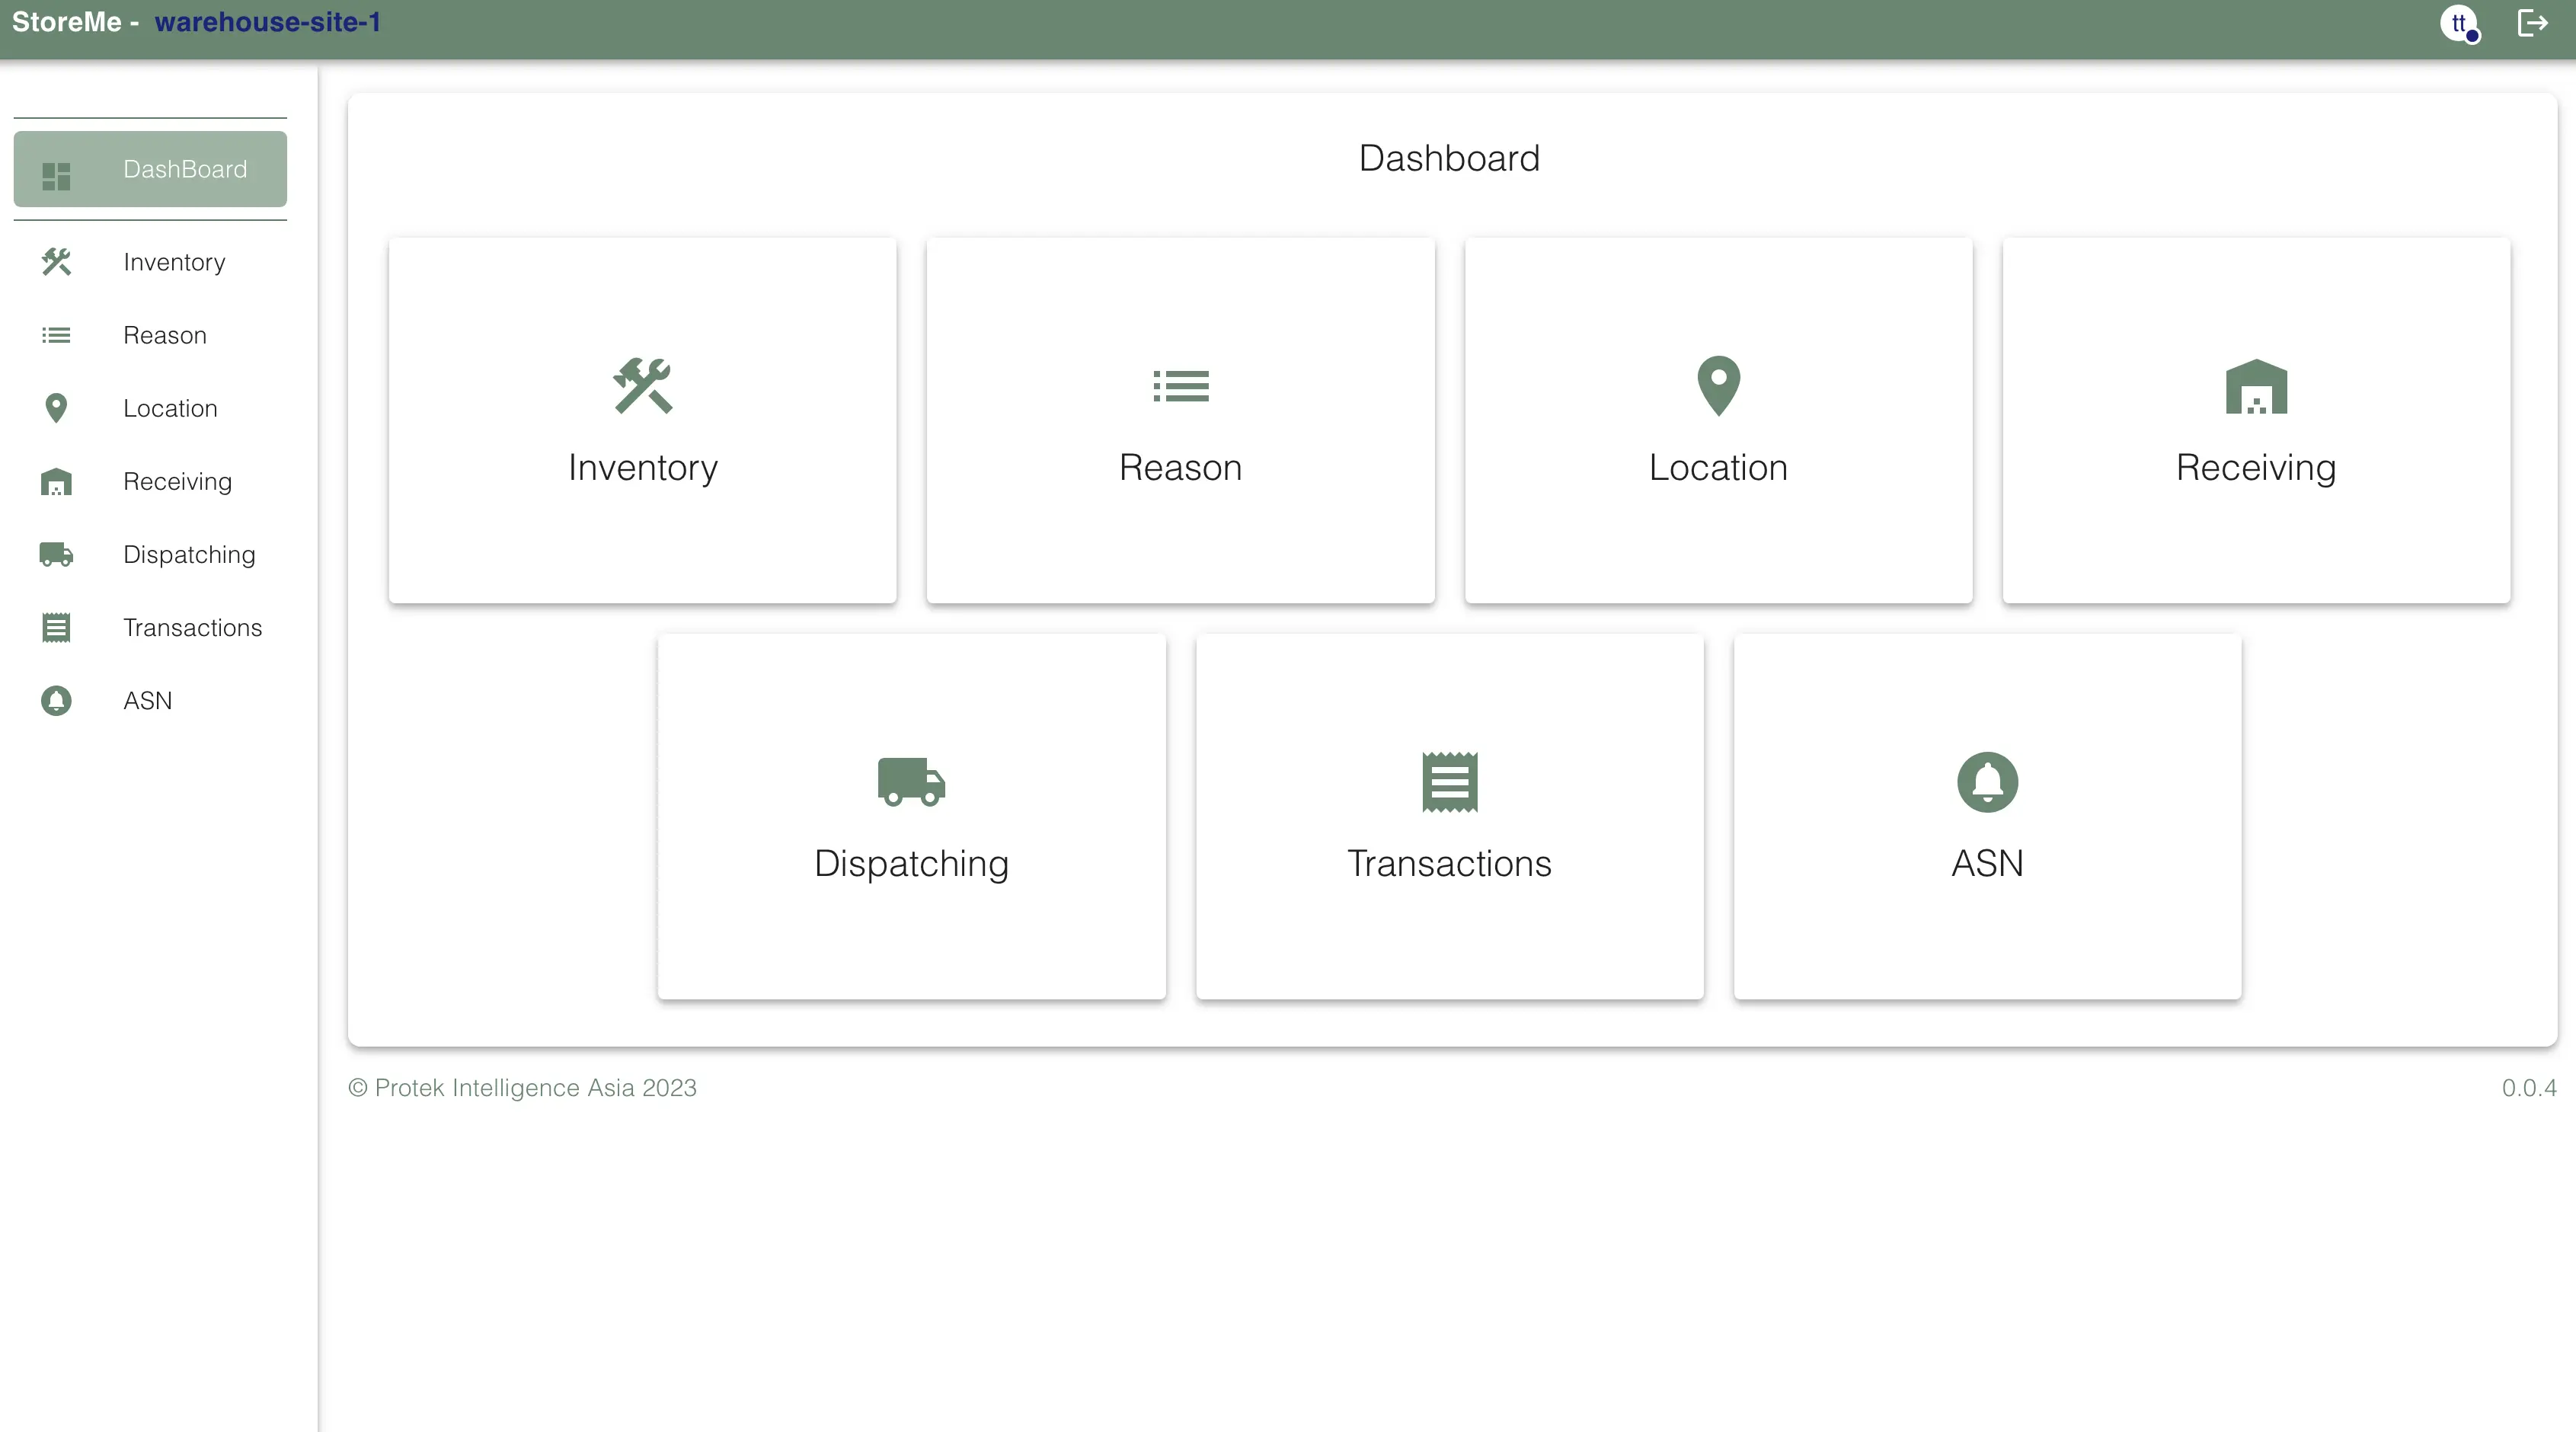 StoreMe - warehouse-site-1
tt
DashBoard
Inventory
Reason
Location
Receiving
Dispatching
Transactions
ASN
Dashboard
Inventory
Reason
Location
Receiving
Dispatching
Transactions
ASN
© Protek Intelligence Asia 2023
0.0.4